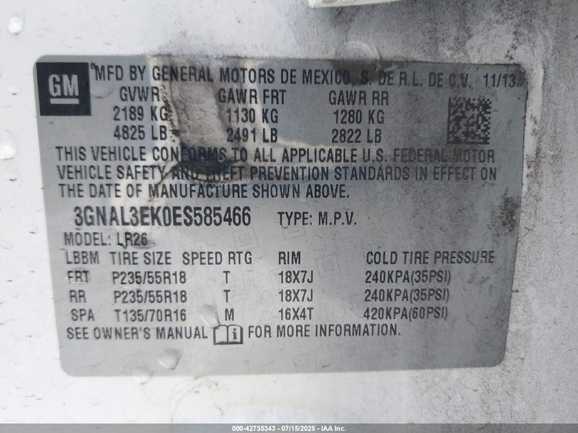 GM
MFD BY GENERAL MOTORS DE MEXICO, S. DE R.L. DE C.V. 11/13
GVWR GAWR FRT GAWR RR
2189 KG 1130 KG 1280 KG
4825 LB 2491 LB 2822 LB
THIS VEHICLE CONFORMS TO ALL APPLICABLE U.S. FEDERAL MOTOR
VEHICLE SAFETY AND THEFT PREVENTION STANDARDS IN EFFECT ON
THE DATE OF MANUFACTURE SHOWN ABOVE.
3GNAL3EK0ES585466 TYPE: M.P.V.
MODEL: LR26
LBBM TIRE SIZE SPEED RTG RIM COLD TIRE PRESSURE
FRT P235/55R18 T 18X7J 240KPA(35PSI)
RR P235/55R18 T 18X7J 240KPA(35PSI)
SPA T135/70R16 M 16X4T 420KPA(60PSI)
SEE OWNER'S MANUAL FOR MORE INFORMATION.
000-42735343 - 07/15/2025 - IAA, Inc.